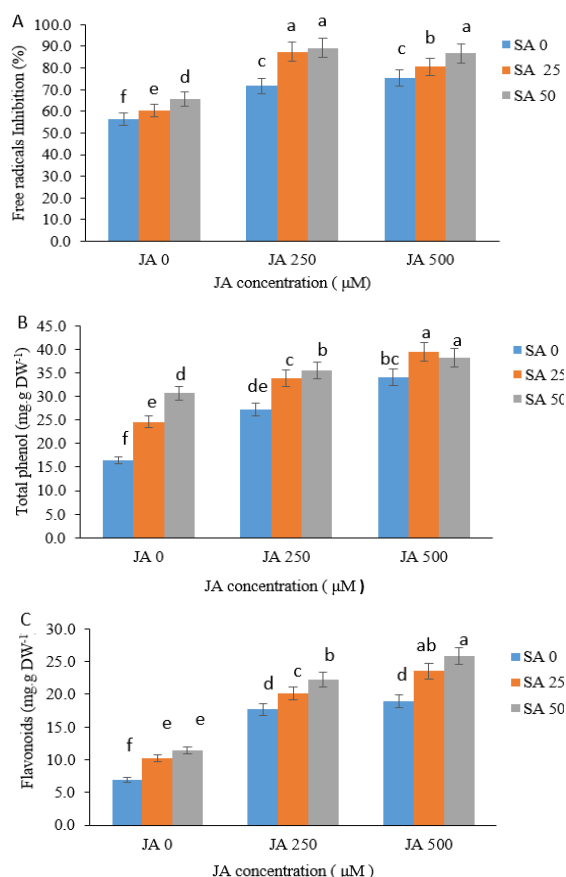 A
Free radicals Inhibition (%)
100.0
90.0
80.0
70.0
60.0
50.0
40.0
30.0
20.0
10.0
0.0
f e d
c a a
c b a
JA 0 JA 250 JA 500
JA concentration ( µM)
SA 0
SA 25
SA 50
B
Total phenol (mg.g DW-1)
45.0
40.0
35.0
30.0
25.0
20.0
15.0
10.0
5.0
0.0
f e d
de c b
bc a a
JA 0 JA 250 JA 500
JA concentration ( µM )
SA 0
SA 25
SA 50
C
Flavonoids (mg.g DW-1
30.0
25.0
20.0
15.0
10.0
5.0
0.0
f e e
d c b
d ab a
JA 0 JA 250 JA 500
JA concentration ( µM )
SA 0
SA 25
SA 50